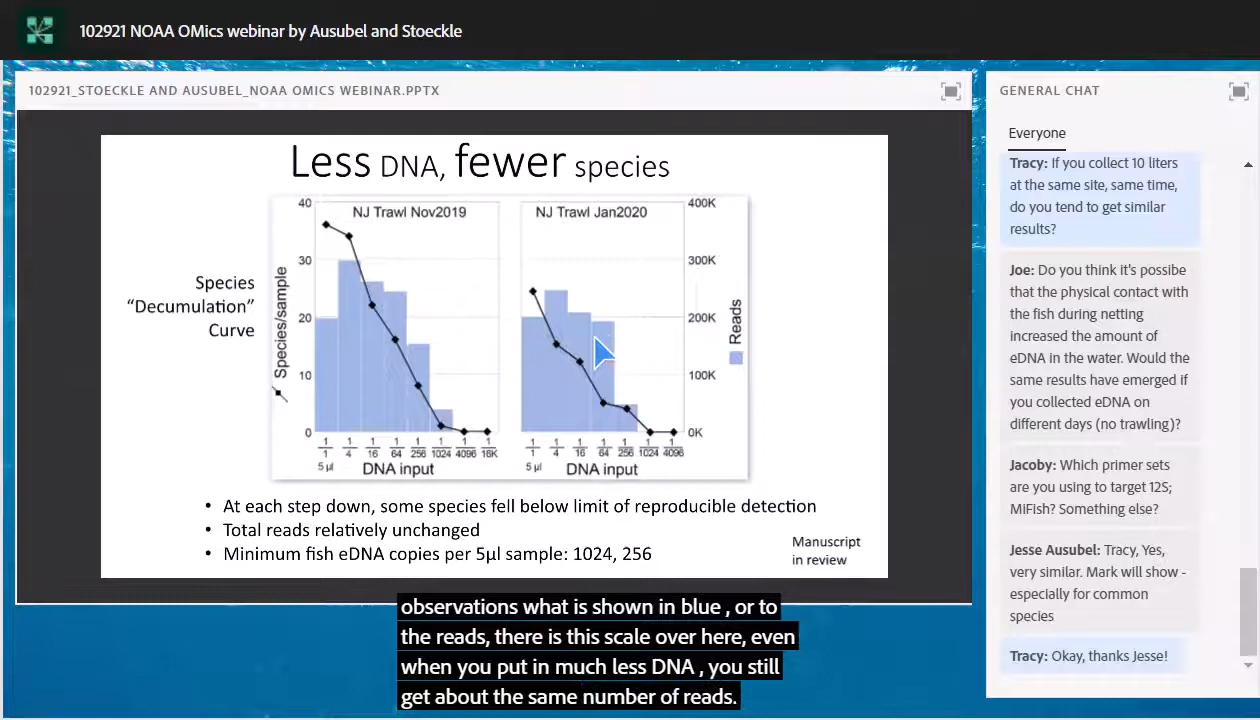 102921 NOAA OMics webinar by Ausubel and Stoeckle
102921_STOECKLE AND AUSUBEL_NOAA OMICS WEBINAR.PPTX
Less DNA, fewer species
Species
“Decumulation”
Curve
Species/sample
40
30
20
10
0
NJ Trawl Nov2019
1/1 1/4 1/16 1/64 1/256 1/1024 1/4096 1/16K
5 µl
DNA input
NJ Trawl Jan2020
1/1 1/4 1/16 1/64 1/256 1/1024 1/4096
5 µl
DNA input
400K
300K
200K
100K
0K
Reads
• At each step down, some species fell below limit of reproducible detection
• Total reads relatively unchanged
• Minimum fish eDNA copies per 5µl sample: 1024, 256
Manuscript
in review
observations what is shown in blue , or to
the reads, there is this scale over here, even
when you put in much less DNA , you still
get about the same number of reads.
GENERAL CHAT
Everyone
Tracy: If you collect 10 liters
at the same site, same time,
do you tend to get similar
results?
Joe: Do you think it's possibe
that the physical contact with
the fish during netting
increased the amount of
eDNA in the water. Would the
same results have emerged if
you collected eDNA on
different days (no trawling)?
Jacoby: Which primer sets
are you using to target 12S;
MiFish? Something else?
Jesse Ausubel: Tracy, Yes,
very similar. Mark will show -
especially for common
species
Tracy: Okay, thanks Jesse!